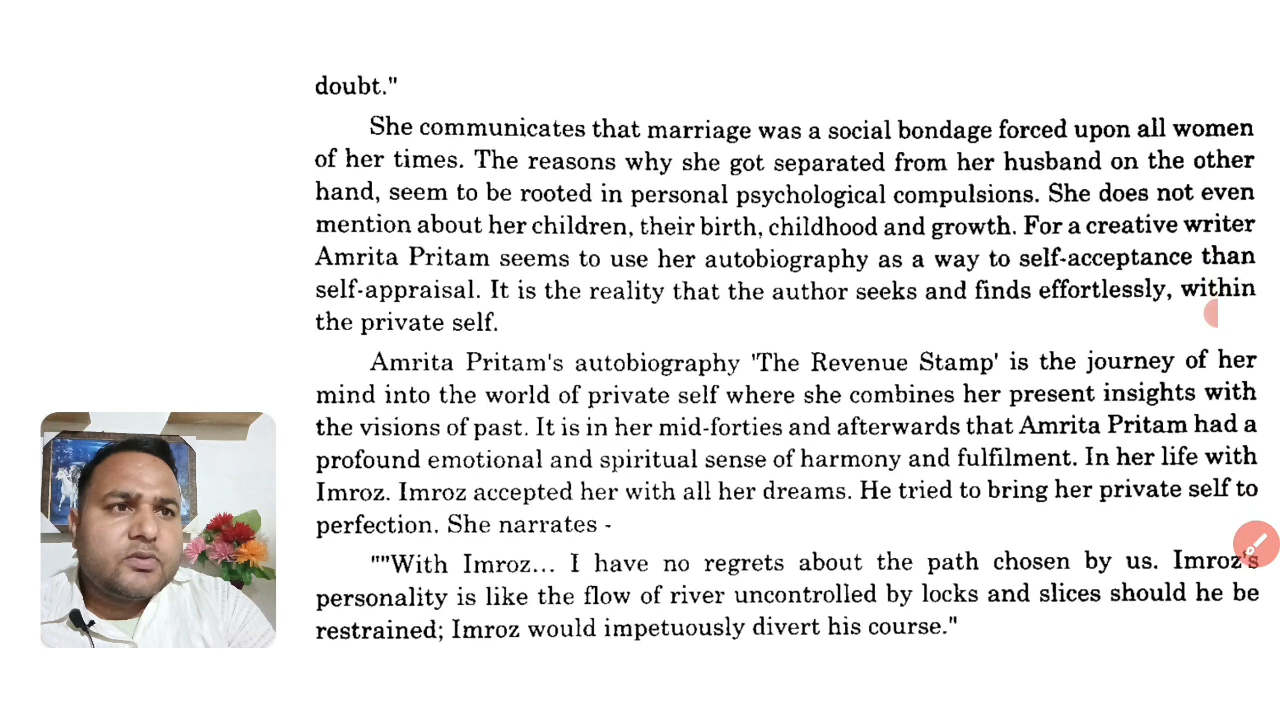 doubt."
She communicates that marriage was a social bondage forced upon all women
of her times. The reasons why she got separated from her husband on the other
hand, seem to be rooted in personal psychological compulsions. She does not even
mention about her children, their birth, childhood and growth. For a creative writer
Amrita Pritam seems to use her autobiography as a way to self-acceptance than
self-appraisal. It is the reality that the author seeks and finds effortlessly, within
the private self.
Amrita Pritam's autobiography 'The Revenue Stamp' is the journey of her
mind into the world of private self where she combines her present insights with
the visions of past. It is in her mid-forties and afterwards that Amrita Pritam had a
profound emotional and spiritual sense of harmony and fulfilment. In her life with
Imroz. Imroz accepted her with all her dreams. He tried to bring her private self to
perfection. She narrates -
""With Imroz... I have no regrets about the path chosen by us. Imroz's
personality is like the flow of river uncontrolled by locks and slices should he be
restrained; Imroz would impetuously divert his course."